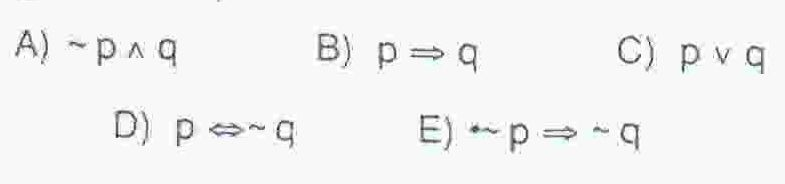 A) ~p ∧ q B) p ⇒ q C) p ∨ q
D) p ⇔ ~q E) ~p ⇒ ~q